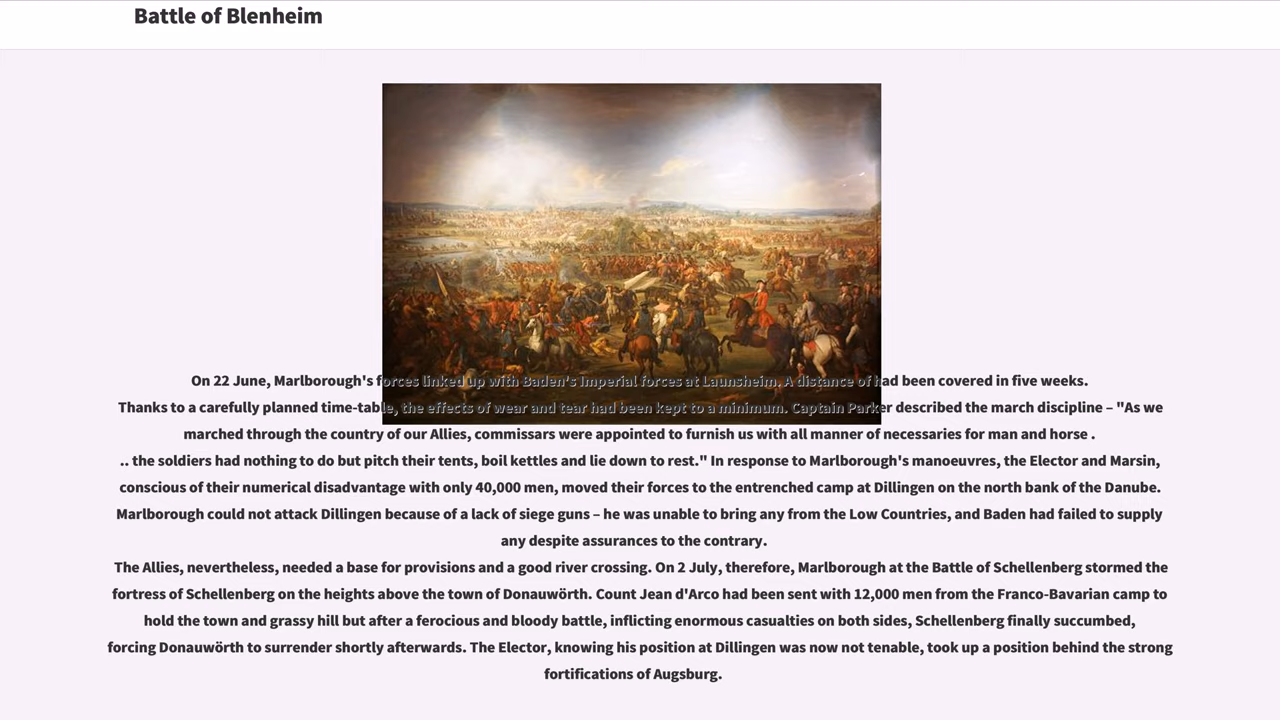 Battle of Blenheim
On 22 June, Marlborough's forces linked up with Baden's Imperial forces at Launsheim. A distance of had been covered in five weeks.
Thanks to a carefully planned time-table, the effects of wear and tear had been kept to a minimum. Captain Parker described the march discipline – "As we
marched through the country of our Allies, commissars were appointed to furnish us with all manner of necessaries for man and horse .
.. the soldiers had nothing to do but pitch their tents, boil kettles and lie down to rest." In response to Marlborough's manoeuvres, the Elector and Marsin,
conscious of their numerical disadvantage with only 40,000 men, moved their forces to the entrenched camp at Dillingen on the north bank of the Danube.
Marlborough could not attack Dillingen because of a lack of siege guns – he was unable to bring any from the Low Countries, and Baden had failed to supply
any despite assurances to the contrary.
The Allies, nevertheless, needed a base for provisions and a good river crossing. On 2 July, therefore, Marlborough at the Battle of Schellenberg stormed the
fortress of Schellenberg on the heights above the town of Donauwörth. Count Jean d'Arco had been sent with 12,000 men from the Franco-Bavarian camp to
hold the town and grassy hill but after a ferocious and bloody battle, inflicting enormous casualties on both sides, Schellenberg finally succumbed,
forcing Donauwörth to surrender shortly afterwards. The Elector, knowing his position at Dillingen was now not tenable, took up a position behind the strong
fortifications of Augsburg.